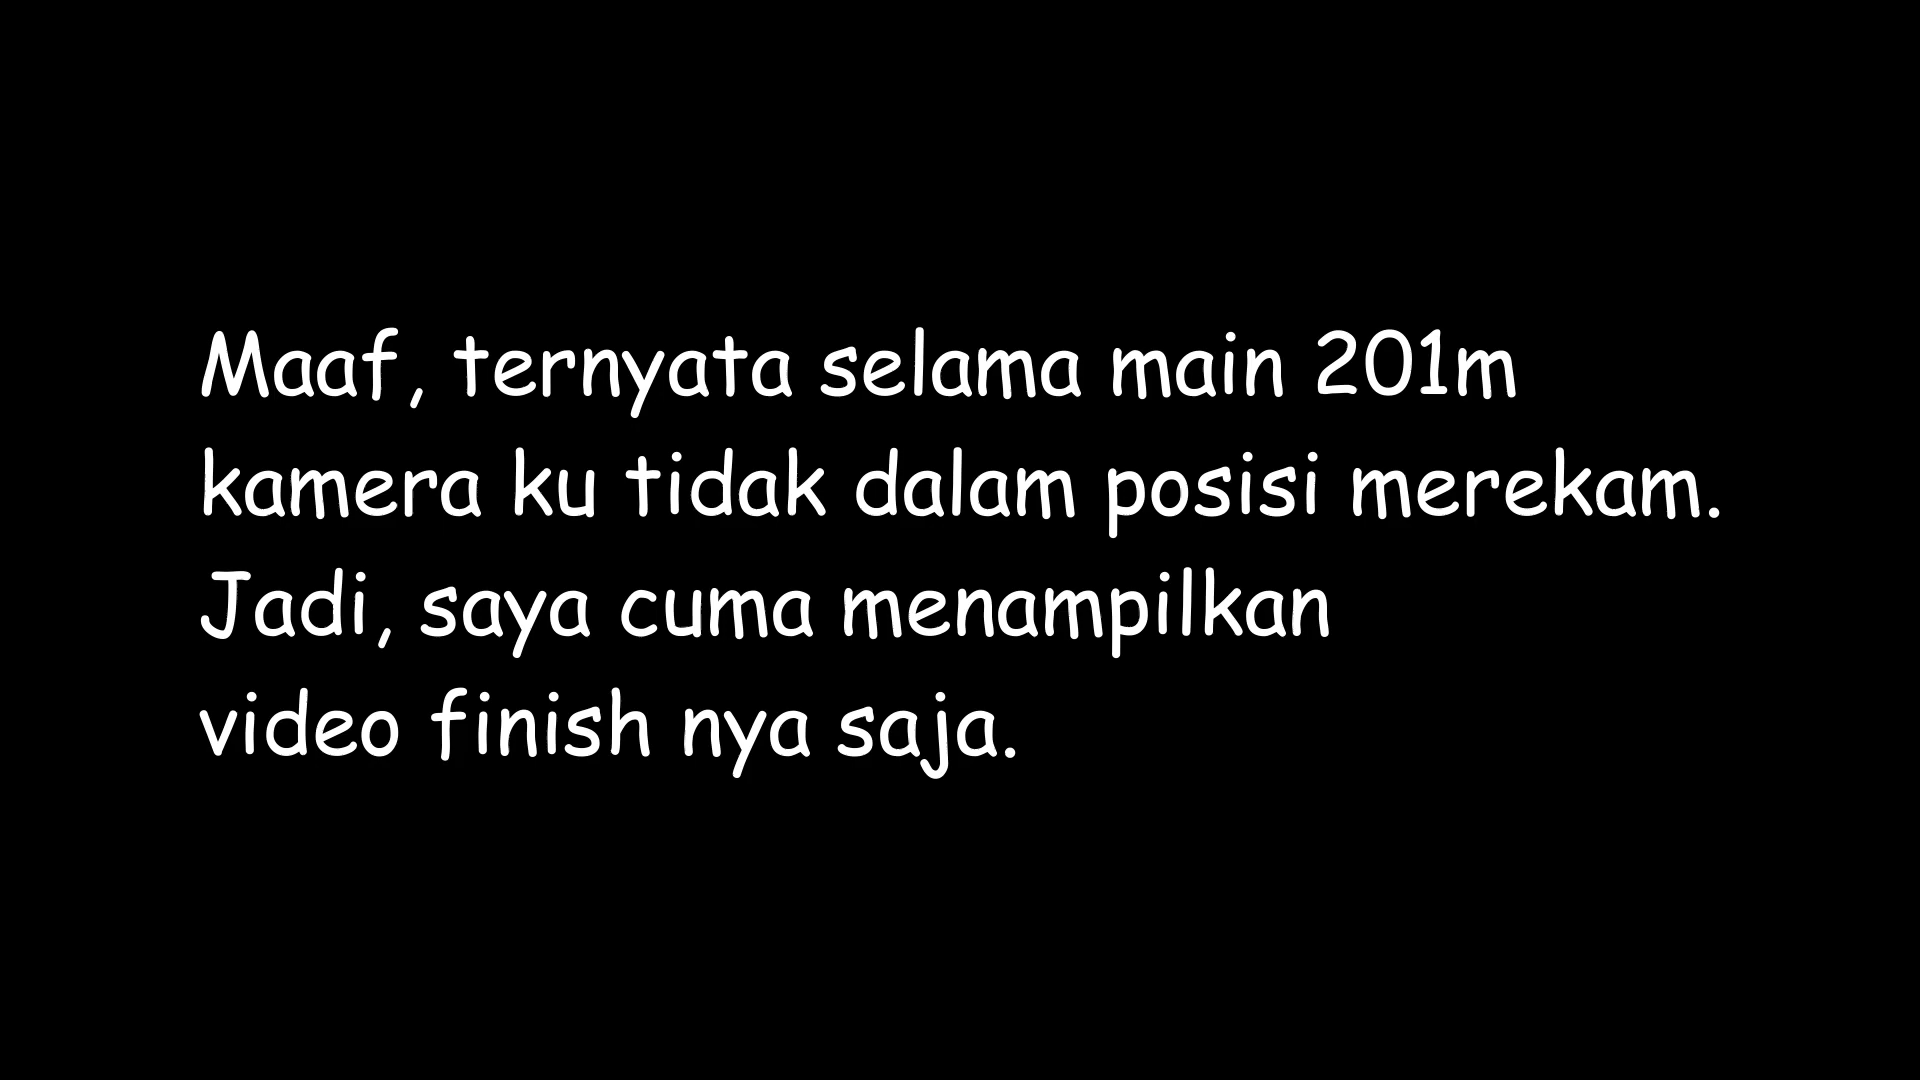 Maaf, ternyata selama main 201m
kamera ku tidak dalam posisi merekam.
Jadi, saya cuma menampilkan
video finish nya saja.